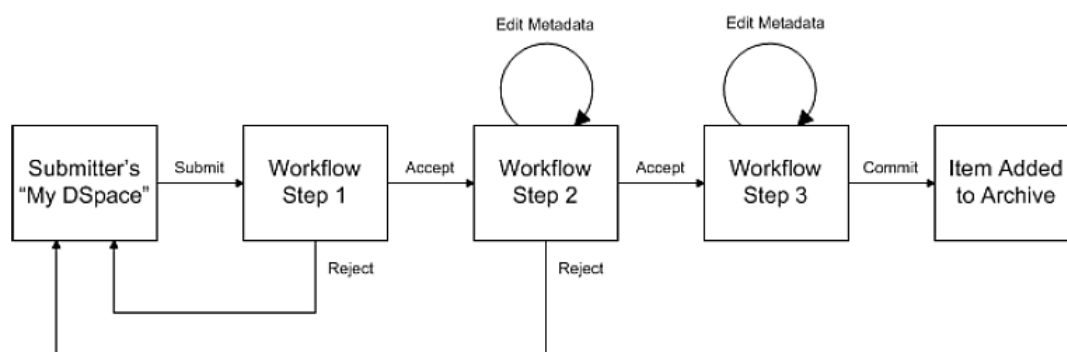 Edit Metadata
Edit Metadata
Submitter's
"My DSpace"
Submit
Workflow
Step 1
Accept
Workflow
Step 2
Accept
Workflow
Step 3
Commit
Item Added
to Archive
Reject
Reject